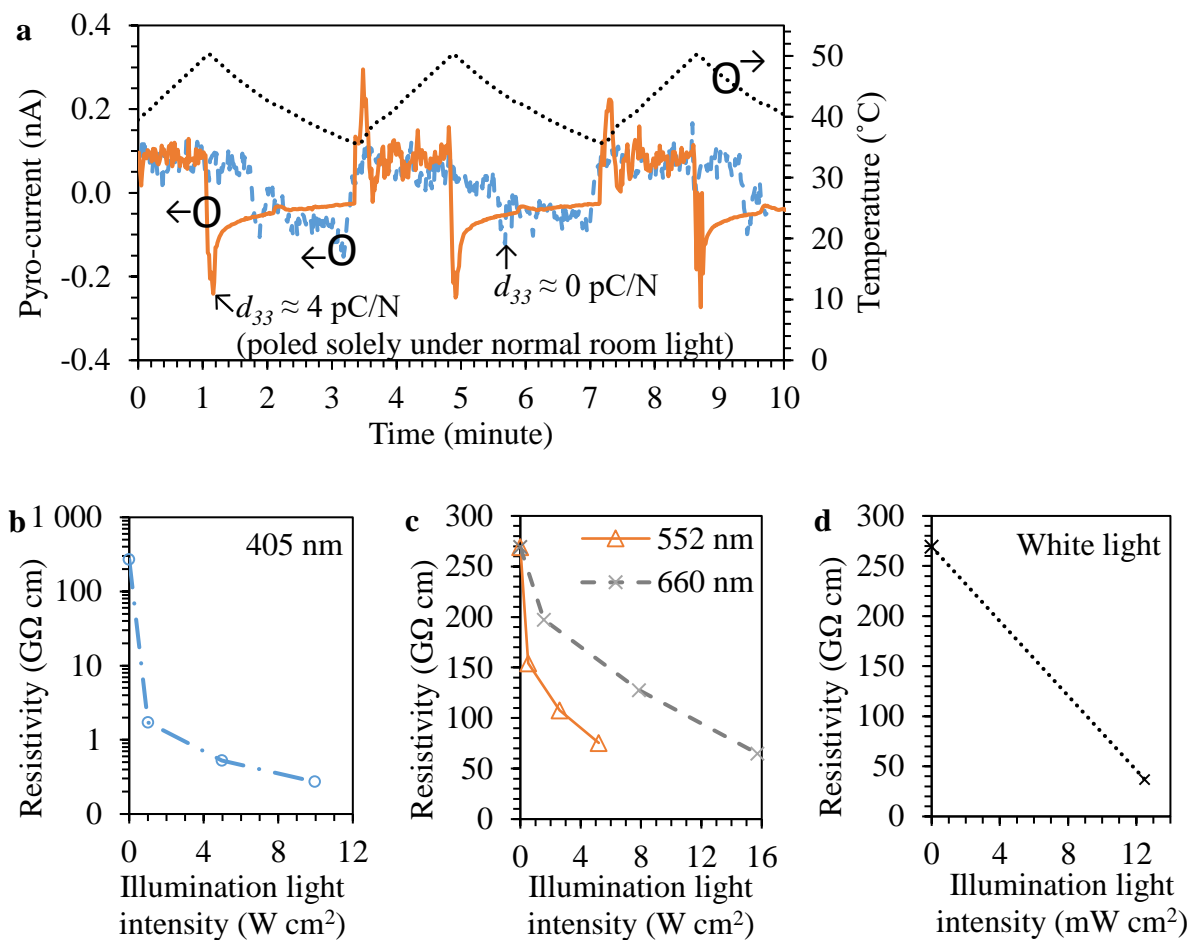 a
0.4
0.2
0.0
-0.2
-0.4
Pyro-current (nA)
50
40
30
20
10
0
Temperature (˚C)
d33 ≈ 4 pC/N
d33 ≈ 0 pC/N
(poled solely under normal room light)
0 1 2 3 4 5 6 7 8 9 10
Time (minute)
b
1 000
100
10
1
0
Resistivity (GΩ cm)
405 nm
0 4 8 12
Illumination light
intensity (W cm2)
c
300
250
200
150
100
50
0
Resistivity (GΩ cm)
552 nm
660 nm
0 4 8 12 16
Illumination light
intensity (W cm2)
d
300
250
200
150
100
50
0
Resistivity (GΩ cm)
White light
0 4 8 12
Illumination light
intensity (mW cm2)